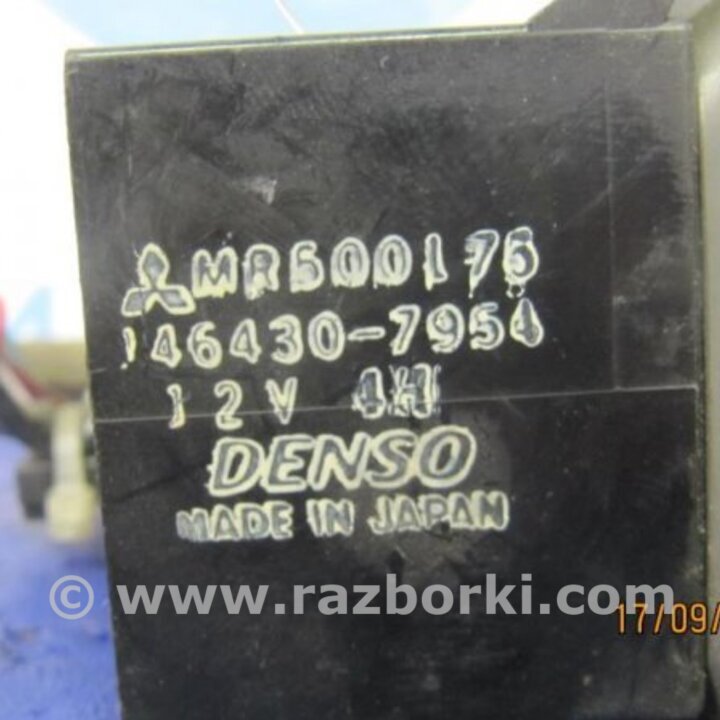 MR500175
146430-7954
12V 4H
DENSO
MADE IN JAPAN
© www.razborki.com
17/09/